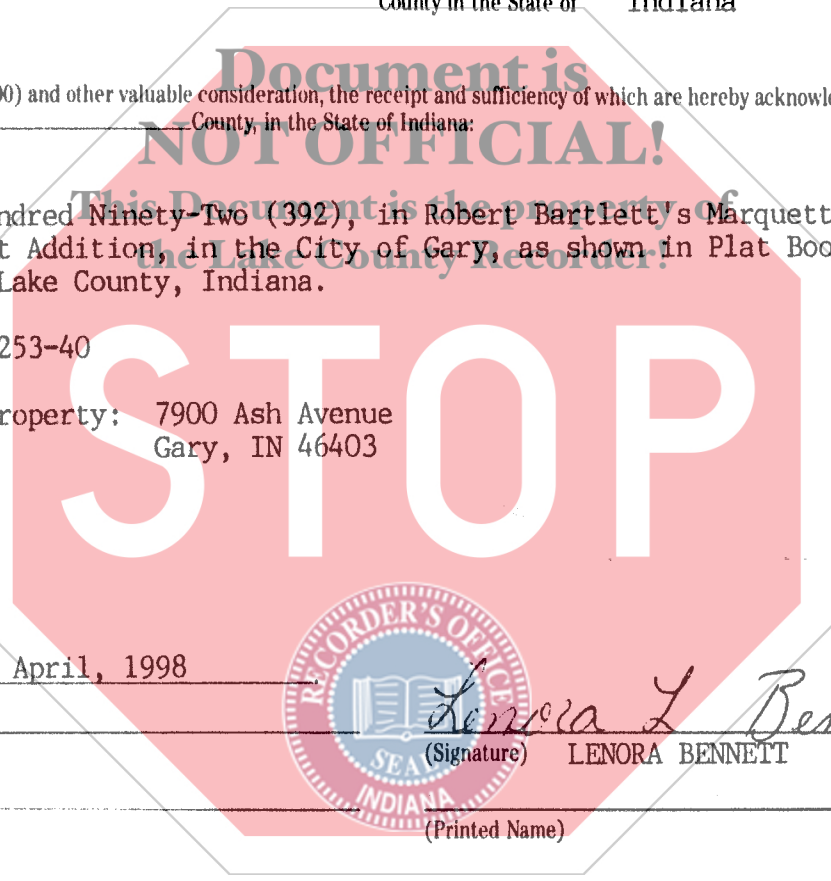 County in the State of Indiana
Document is
00) and other valuable consideration, the receipt and sufficiency of which are hereby acknowle
County, in the State of Indiana:
NOT OFFICIAL!
This Document is the property of
ndred Ninety-Two (392), in Robert Bartlett's Marquett
t Addition, in the City of Gary, as shown in Plat Boo
the Lake County Recorder!
Lake County, Indiana.
253-40
STOP
roperty: 7900 Ash Avenue
Gary, IN 46403
RECORDER'S OFFICE
SEAL
INDIANA
April, 1998
Lenora L Ben
(Signature) LENORA BENNETT
(Printed Name)